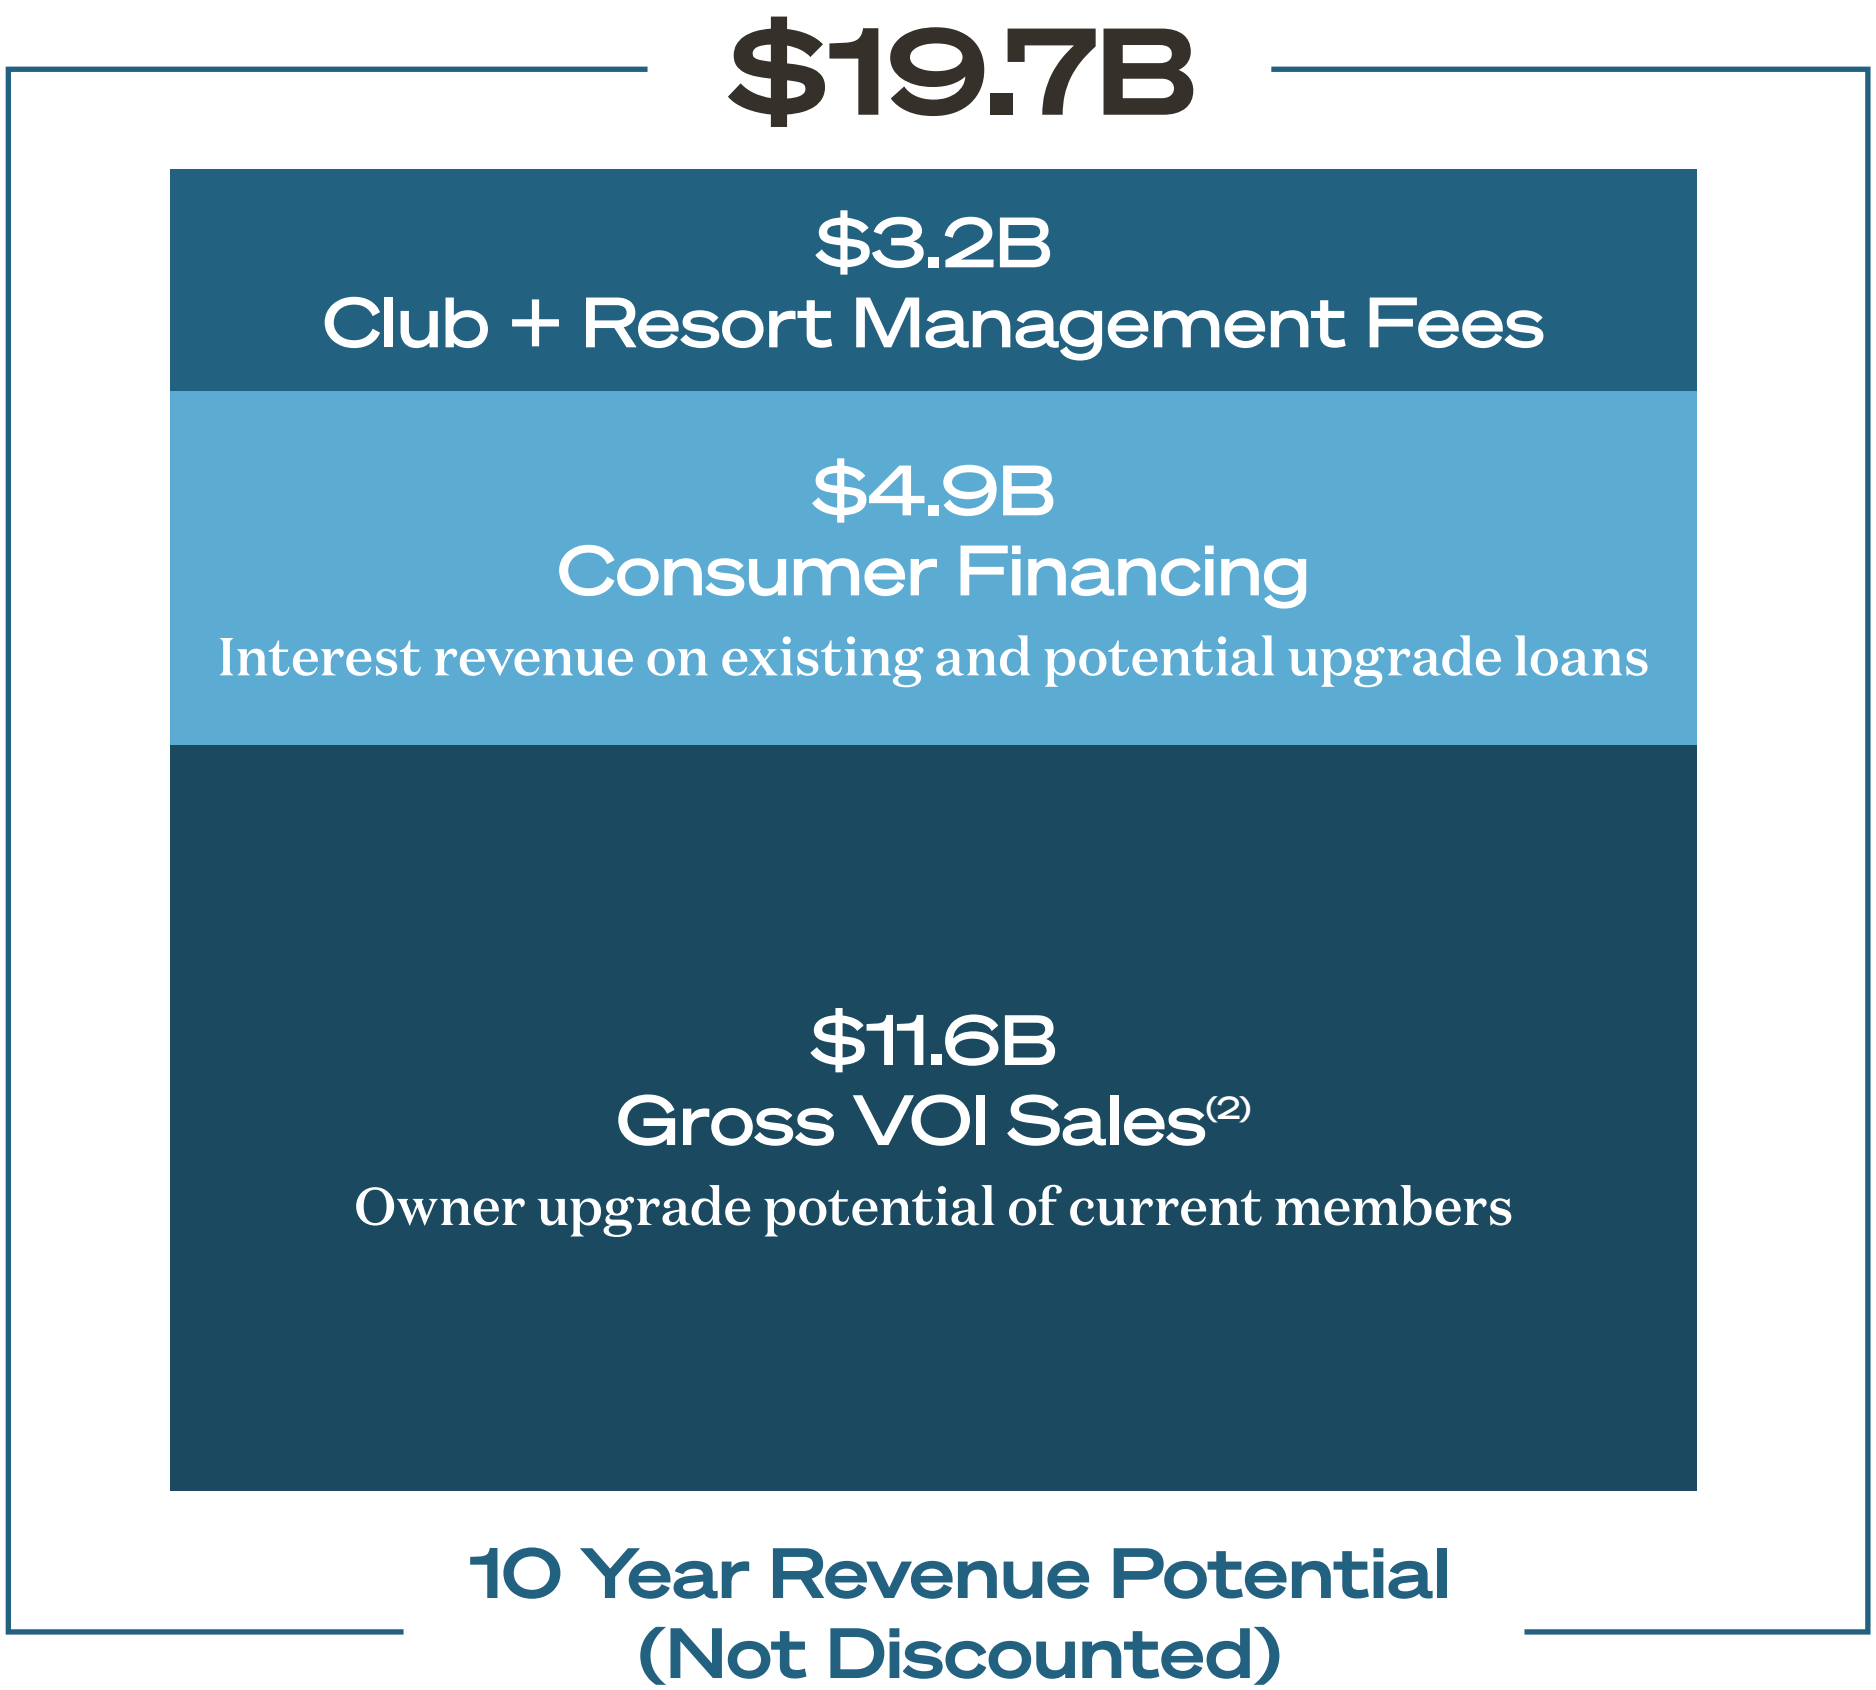 $19.7B
$3.2B
Club + Resort Management Fees
$4.9B
Consumer Financing
Interest revenue on existing and potential upgrade loans
$11.6B
Gross VOI Sales(2)
Owner upgrade potential of current members
10 Year Revenue Potential
(Not Discounted)